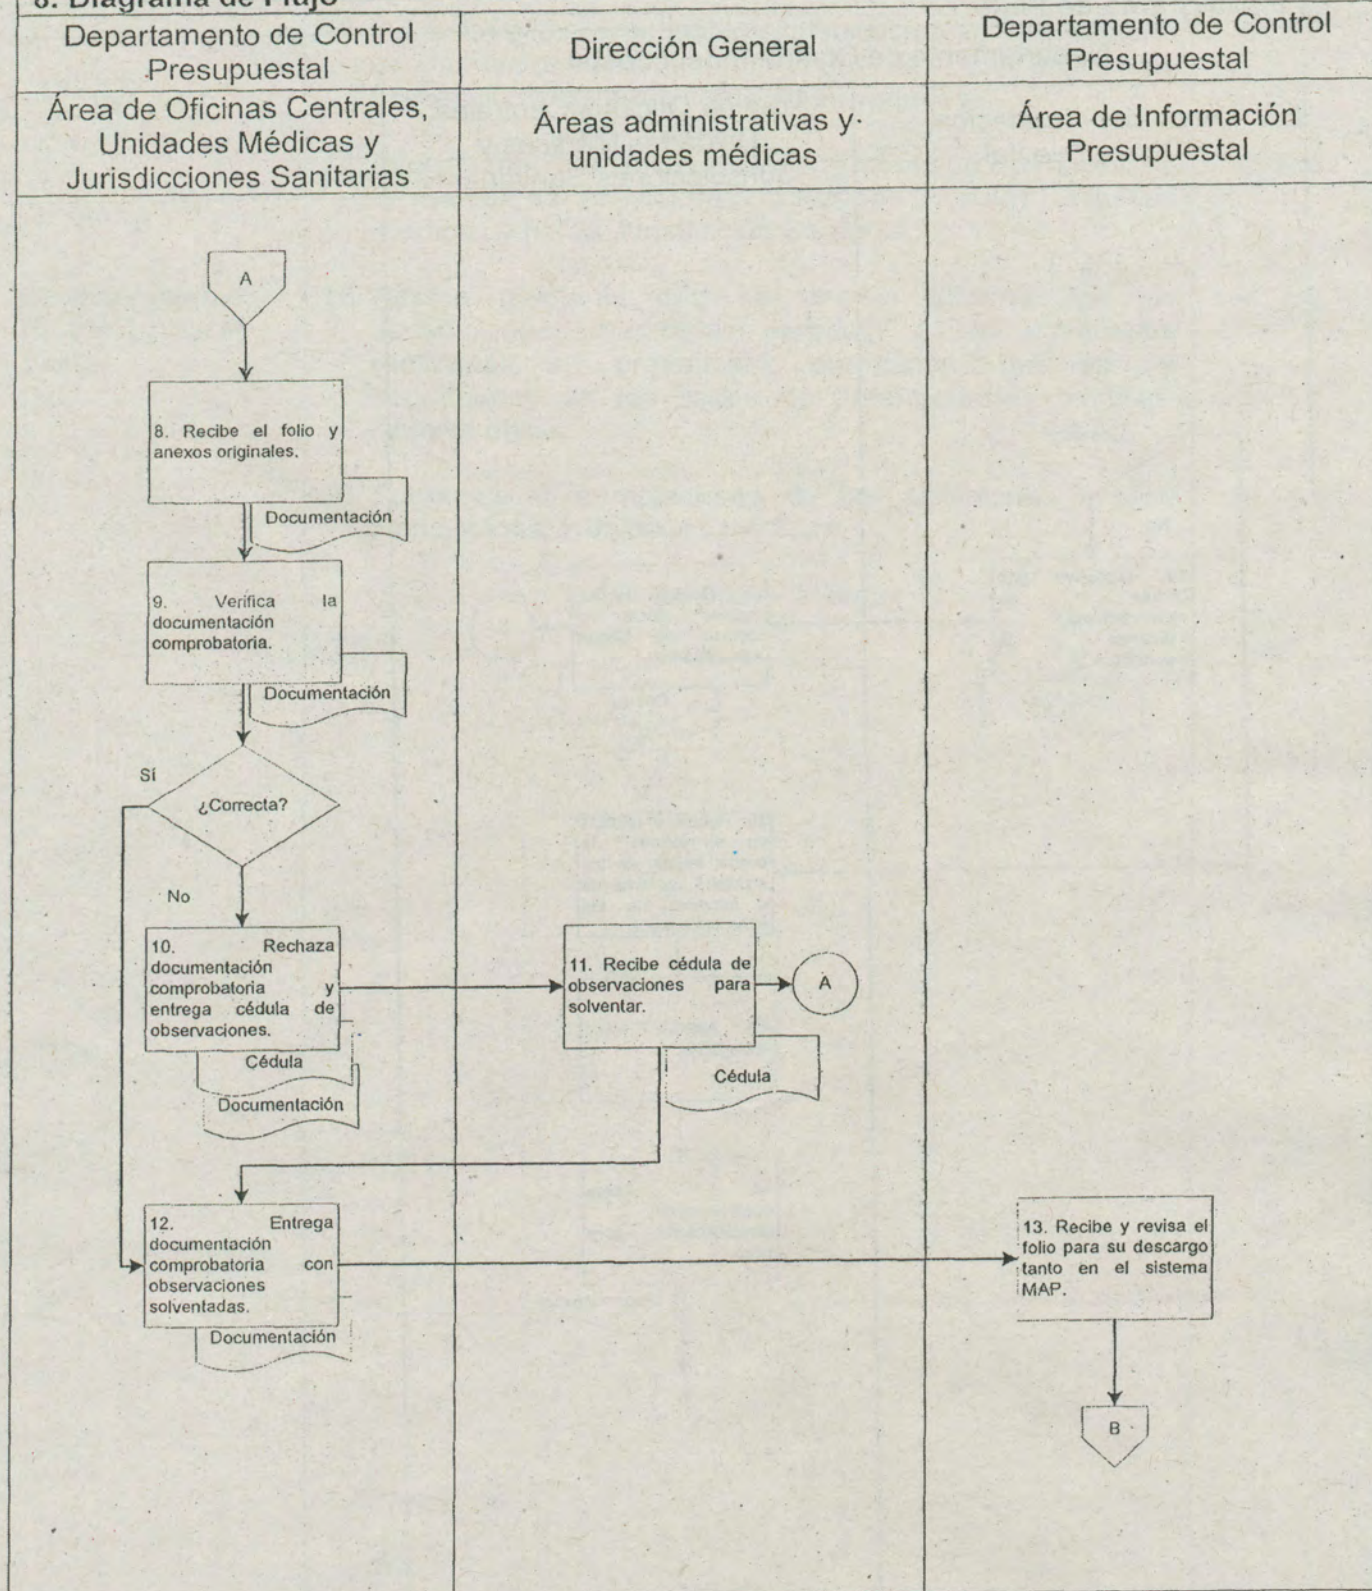 8. Diagrama de Flujo
Departamento de Control
Presupuestal
Dirección General
Departamento de Control
Presupuestal
Área de Oficinas Centrales,
Unidades Médicas y
Jurisdicciones Sanitarias
Áreas administrativas y
unidades médicas
Área de Información
Presupuestal
A
8. Recibe el folio y
anexos originales.
Documentación
9. Verifica la
documentación
comprobatoria.
Documentación
Sí
¿Correcta?
No
10. Rechaza
documentación
comprobatoria y
entrega cédula de
observaciones.
Cédula
Documentación
11. Recibe cédula de
observaciones para
solventar.
A
Cédula
12. Entrega
documentación
comprobatoria con
observaciones
solventadas.
Documentación
13. Recibe y revisa el
folio para su descargo
tanto en el sistema
MAP.
B